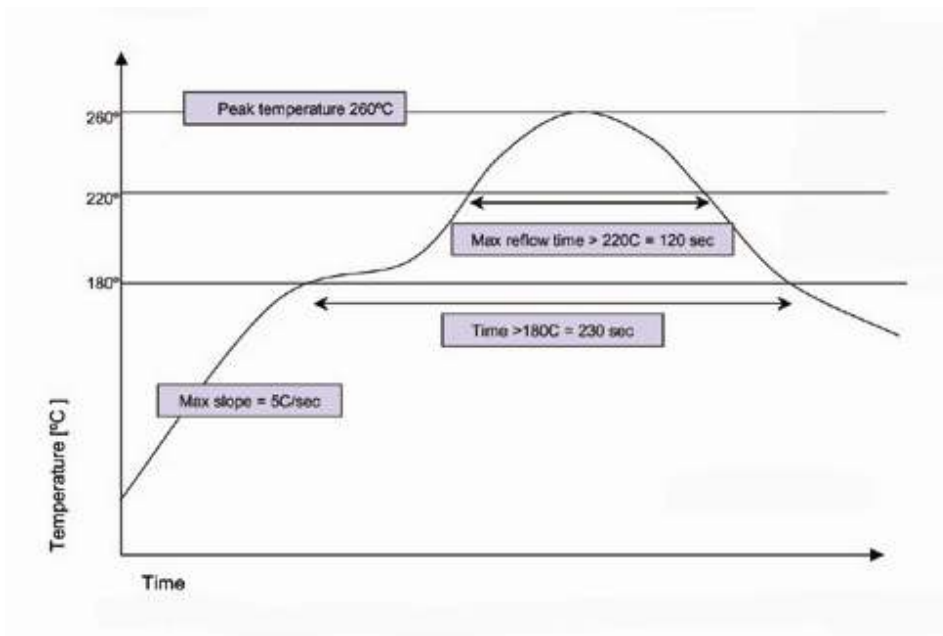 Peak temperature 260ºC
260º
220º
Max reflow time > 220C = 120 sec
180º
Time >180C = 230 sec
Max slope = 5C/sec
Temperature [ºC ]
Time